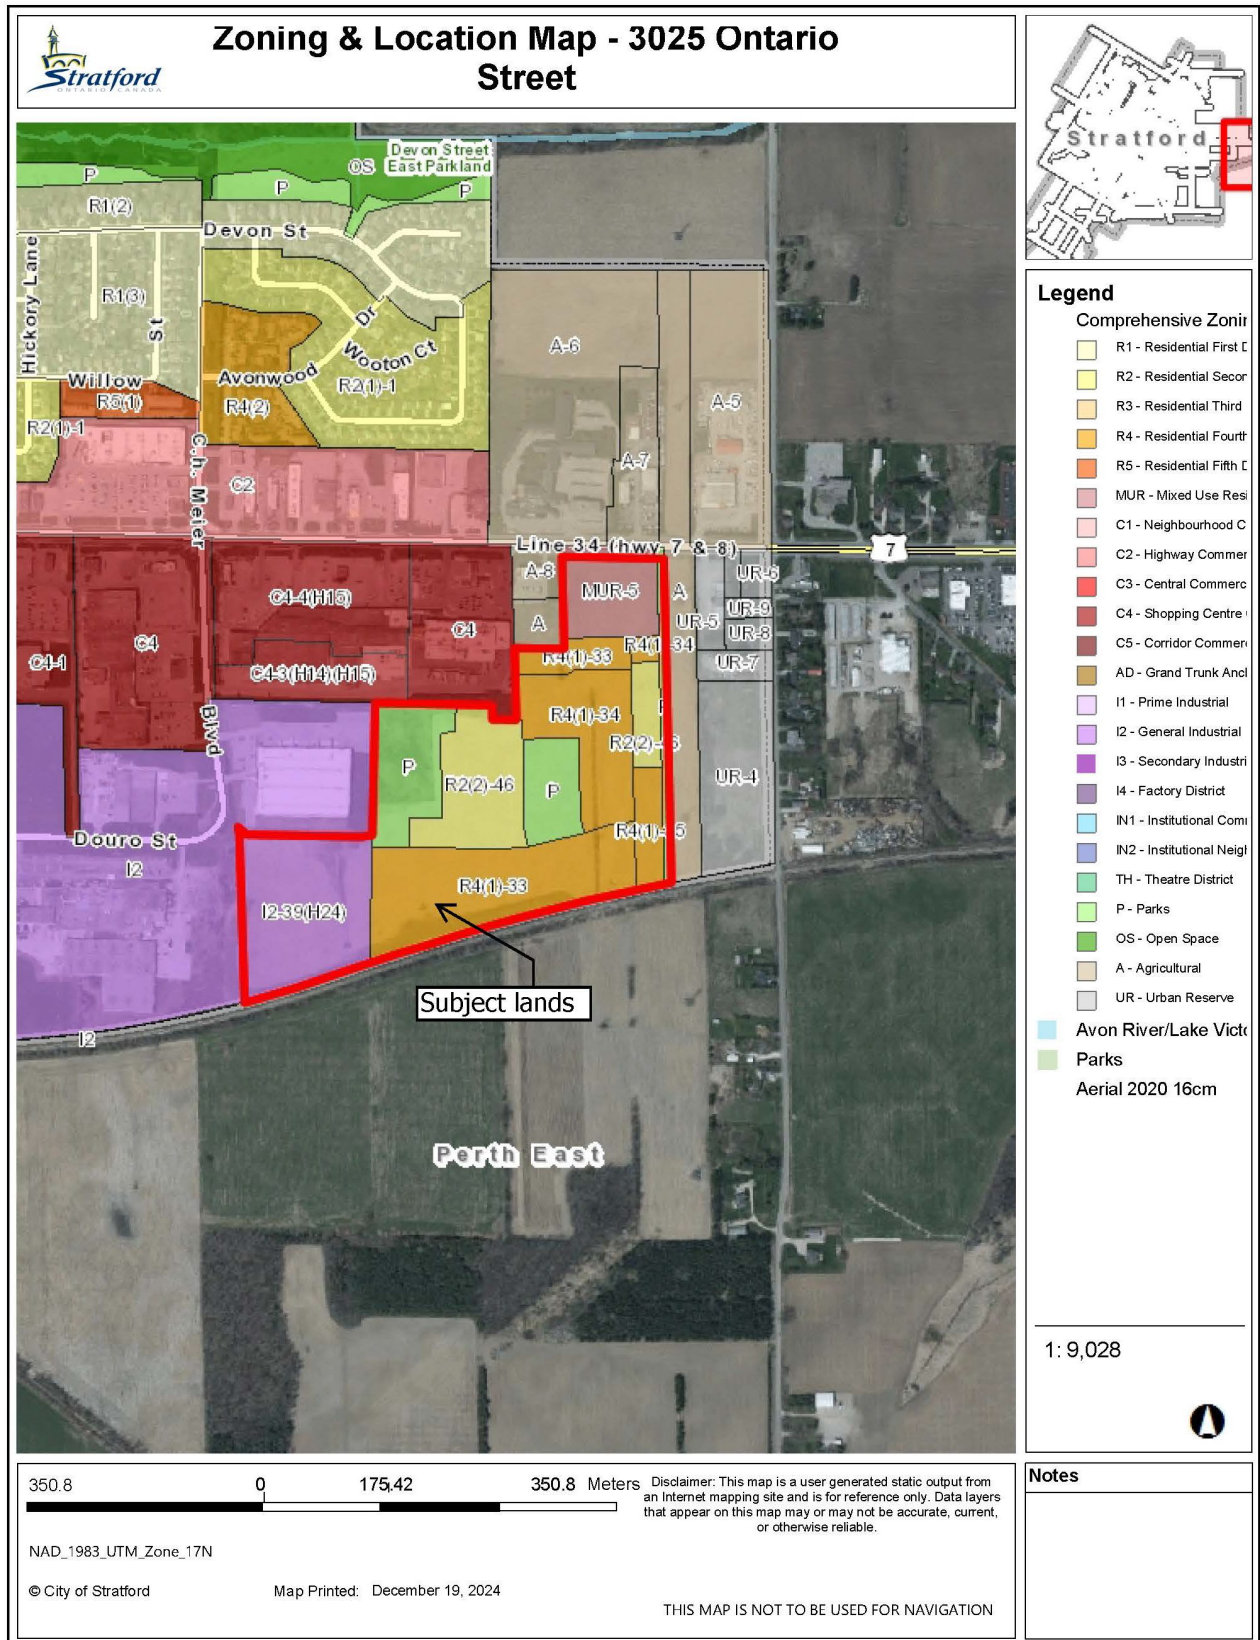 Stratford
ONTARIO CANADA
Zoning & Location Map - 3025 Ontario
Street
Stratford
Devon Street
East Parkland
OS
P
P
P
R1(2)
Devon St
Hickory Lane
R1(3)
St
Dr
Wooton Ct
A-6
Willow
Avonwood
R2(1)-1
R5(1)
R4(2)
A-5
R2(1)-1
C.h. Meier
C2
A-7
Line 34 (hwy 7 & 8)
7
A-8
UR-6
C4-4(H15)
MUR-5
A
UR-9
A
UR-5
C4
C4
UR-8
R4(1)-34
C4-1
R4(1)-33
UR-7
C4-3(H14)(H15)
Blvd
R4(1)-34
R2(2)-46
P
UR-4
R2(2)-46
P
Douro St
I2
R4(1)-35
R4(1)-33
I2-39(H24)
Subject lands
I2
Perth East
Legend
Comprehensive Zonin
R1 - Residential First D
R2 - Residential Secon
R3 - Residential Third
R4 - Residential Fourth
R5 - Residential Fifth D
MUR - Mixed Use Resi
C1 - Neighbourhood C
C2 - Highway Commer
C3 - Central Commerc
C4 - Shopping Centre
C5 - Corridor Commer
AD - Grand Trunk Anci
I1 - Prime Industrial
I2 - General Industrial
I3 - Secondary Industri
I4 - Factory District
IN1 - Institutional Comm
IN2 - Institutional Neigh
TH - Theatre District
P - Parks
OS - Open Space
A - Agricultural
UR - Urban Reserve
Avon River/Lake Victo
Parks
Aerial 2020 16cm
1: 9,028
350.8
0
175.42
350.8 Meters
Disclaimer: This map is a user generated static output from
an Internet mapping site and is for reference only. Data layers
that appear on this map may or may not be accurate, current,
or otherwise reliable.
NAD_1983_UTM_Zone_17N
© City of Stratford
Map Printed: December 19, 2024
THIS MAP IS NOT TO BE USED FOR NAVIGATION
Notes